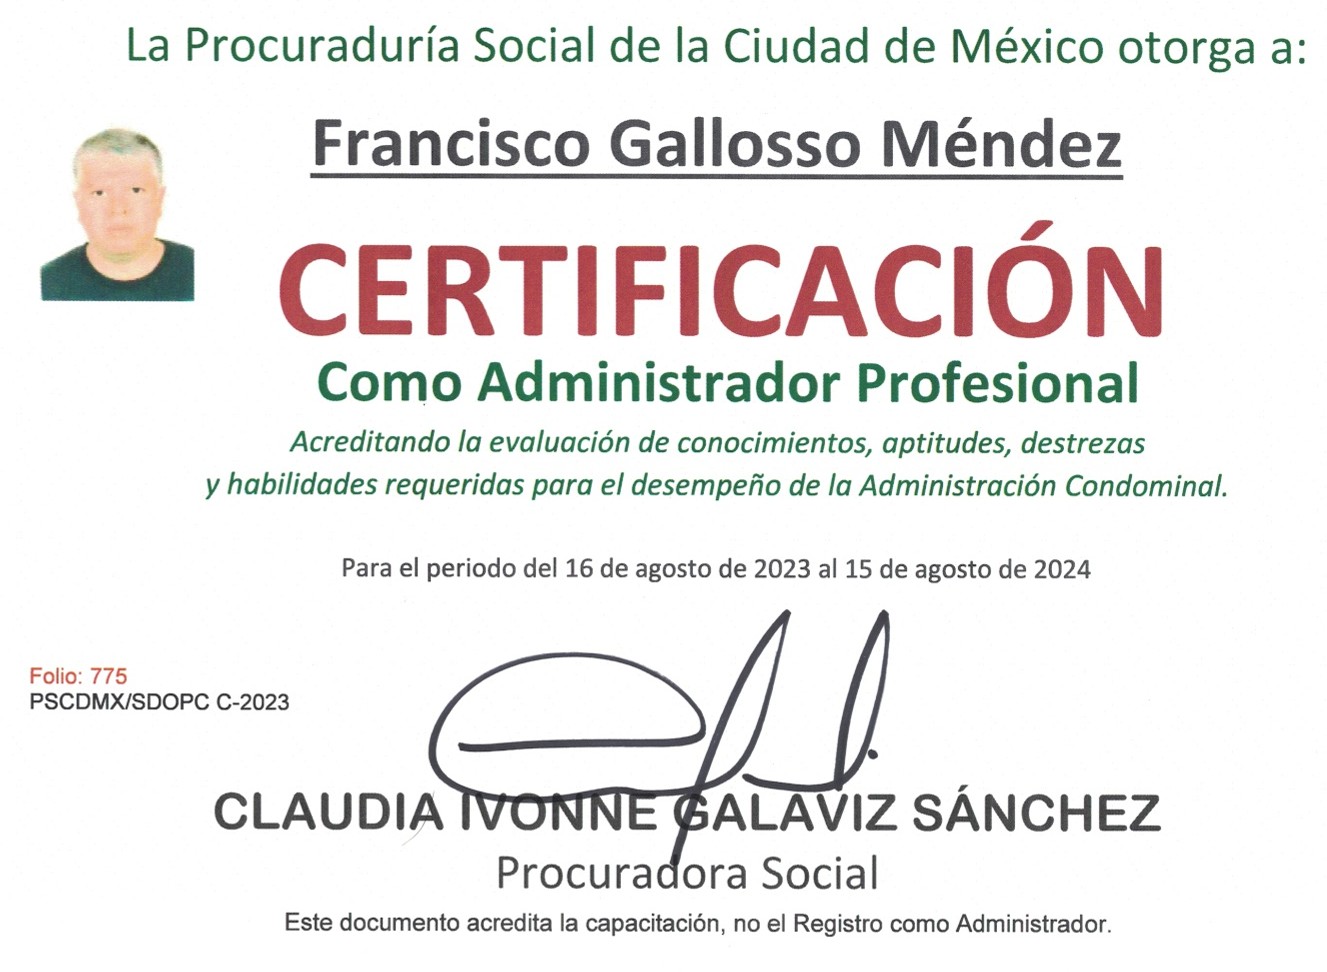 La Procuraduría Social de la Ciudad de México otorga a:
Francisco Gallosso Méndez
CERTIFICACIÓN
Como Administrador Profesional
Acreditando la evaluación de conocimientos, aptitudes, destrezas
y habilidades requeridas para el desempeño de la Administración Condominal.
Para el periodo del 16 de agosto de 2023 al 15 de agosto de 2024
Folio: 775
PSCDMX/SDOPC C-2023
CLAUDIA IVONNE GALAVIZ SÁNCHEZ
Procuradora Social
Este documento acredita la capacitación, no el Registro como Administrador.